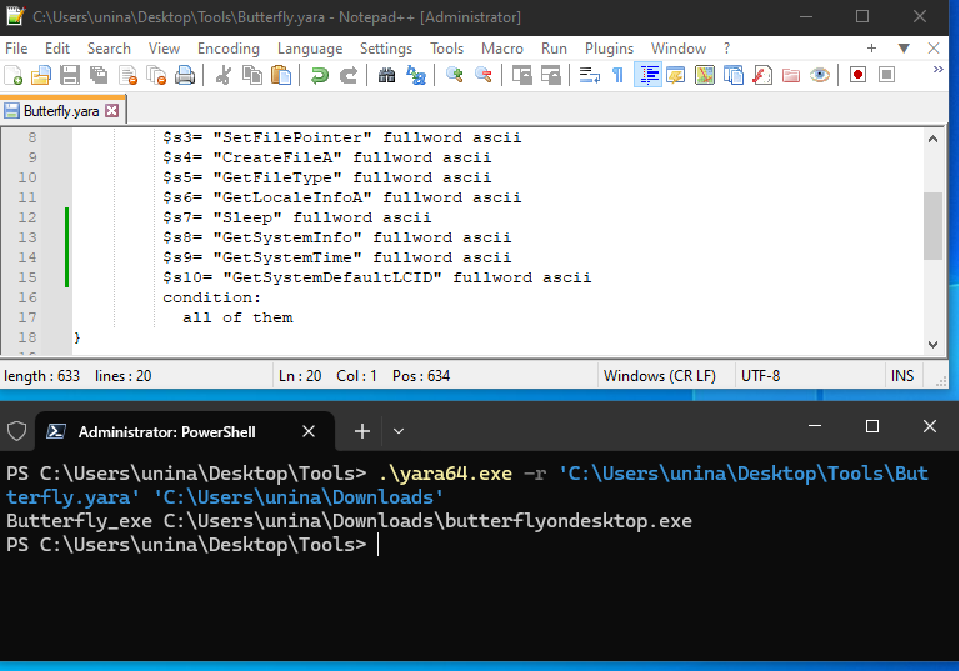 C:\Users\unina\Desktop\Tools\Butterfly.yara - Notepad++ [Administrator]
File Edit Search View Encoding Language Settings Tools Macro Run Plugins Window ?
Butterfly.yara
8 $s3= "SetFilePointer" fullword ascii
9 $s4= "CreateFileA" fullword ascii
10 $s5= "GetFileType" fullword ascii
11 $s6= "GetLocaleInfoA" fullword ascii
12 $s7= "Sleep" fullword ascii
13 $s8= "GetSystemInfo" fullword ascii
14 $s9= "GetSystemTime" fullword ascii
15 $s10= "GetSystemDefaultLCID" fullword ascii
16 condition:
17 all of them
18 }
length : 633 lines : 20 Ln : 20 Col : 1 Pos : 634 Windows (CR LF) UTF-8 INS
Administrator: PowerShell
PS C:\Users\unina\Desktop\Tools> .\yara64.exe -r 'C:\Users\unina\Desktop\Tools\But
terfly.yara' 'C:\Users\unina\Downloads'
Butterfly_exe C:\Users\unina\Downloads\butterflyondesktop.exe
PS C:\Users\unina\Desktop\Tools>